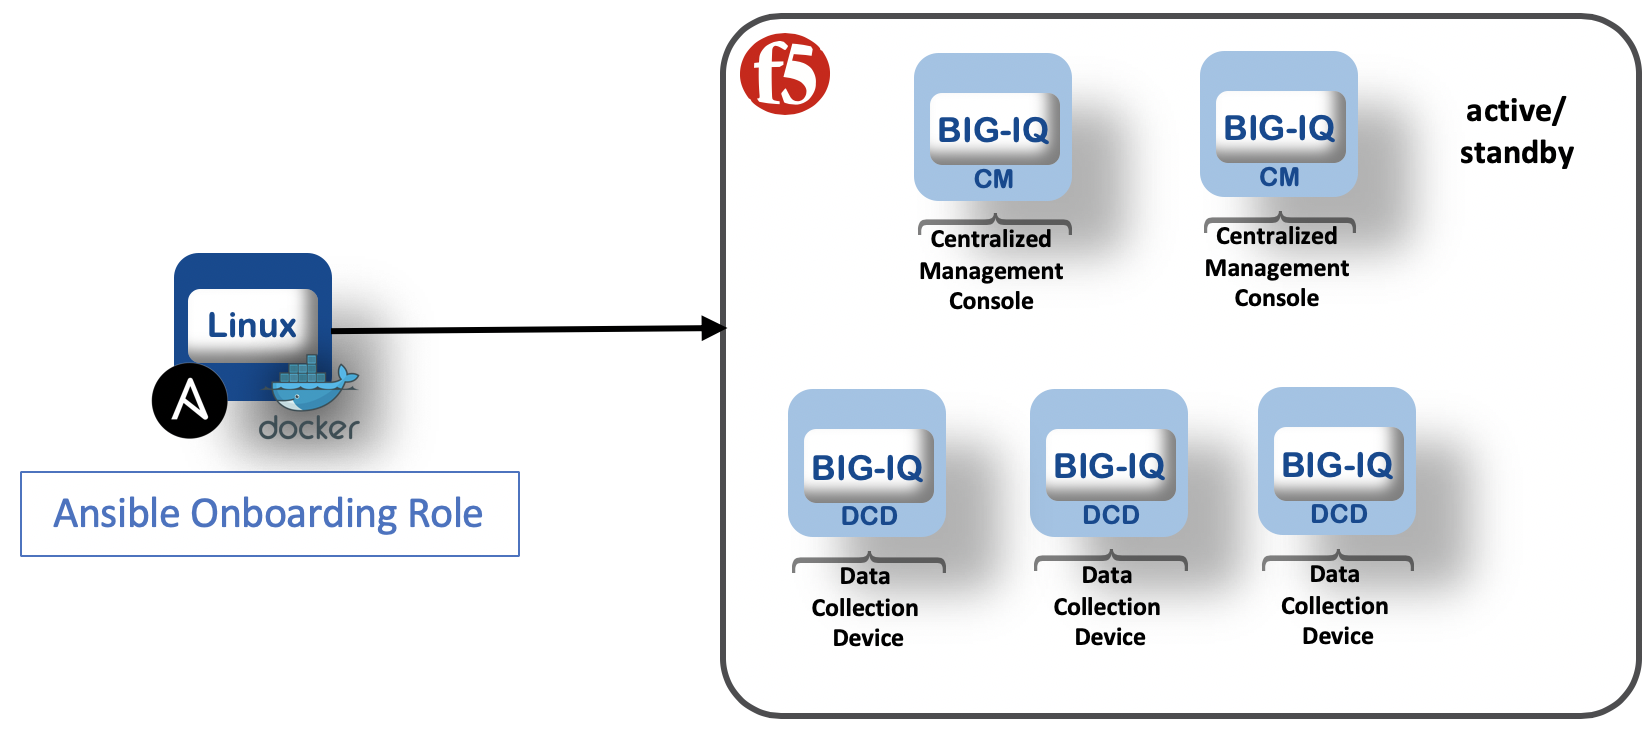 f5
BIG-IQ
CM
Centralized
Management
Console
BIG-IQ
CM
Centralized
Management
Console
active/
standby
Linux
docker
Ansible Onboarding Role
BIG-IQ
DCD
Data
Collection
Device
BIG-IQ
DCD
Data
Collection
Device
BIG-IQ
DCD
Data
Collection
Device